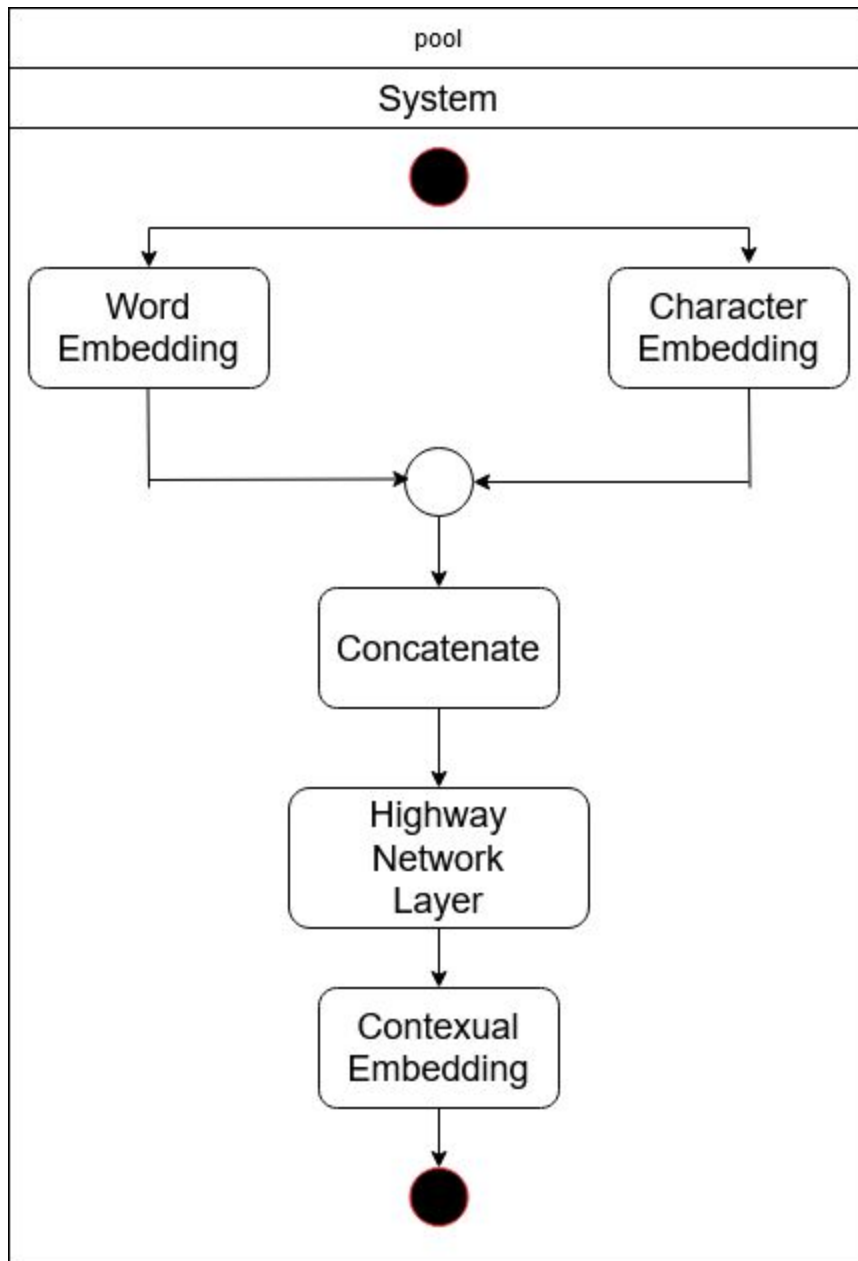 pool
System
Word
Embedding
Character
Embedding
Concatenate
Highway
Network
Layer
Contexual
Embedding